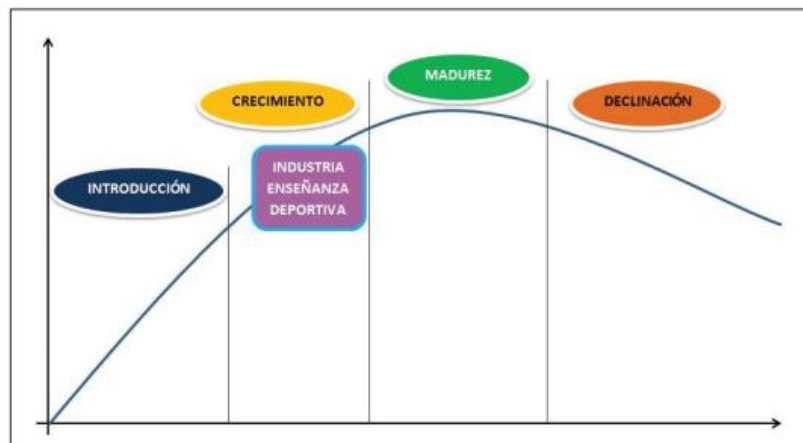 MADUREZ
CRECIMIENTO
DECLINACIÓN
INTRODUCCIÓN
INDUSTRIA
ENSEÑANZA
DEPORTIVA